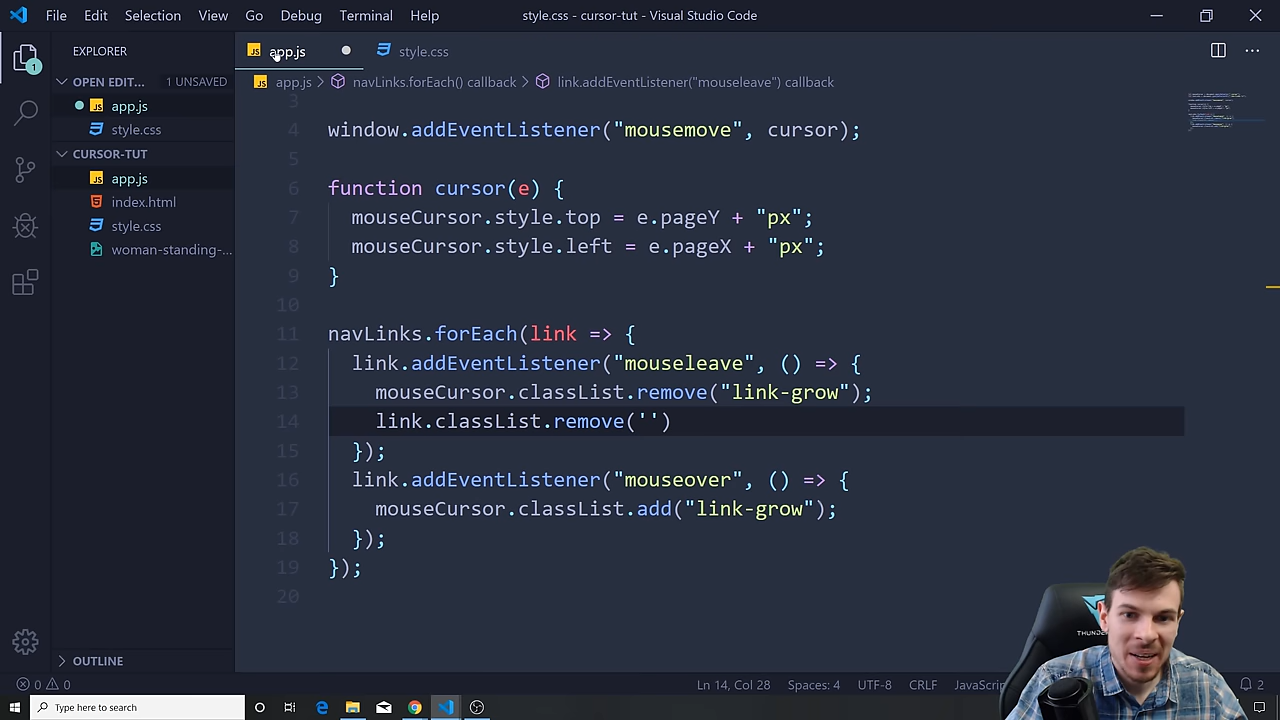 File Edit Selection View Go Debug Terminal Help
style.css - cursor-tut - Visual Studio Code
EXPLORER
OPEN EDIT... 1 UNSAVED
app.js
style.css
CURSOR-TUT
app.js
index.html
style.css
woman-standing-...
OUTLINE
1
app.js
style.css
app.js > navLinks.forEach() callback > link.addEventListener("mouseleave") callback
3
4 window.addEventListener("mousemove", cursor);
5
6 function cursor(e) {
7 mouseCursor.style.top = e.pageY + "px";
8 mouseCursor.style.left = e.pageX + "px";
9 }
10
11 navLinks.forEach(link => {
12 link.addEventListener("mouseleave", () => {
13 mouseCursor.classList.remove("link-grow");
14 link.classList.remove('')
15 });
16 link.addEventListener("mouseover", () => {
17 mouseCursor.classList.add("link-grow");
18 });
19 });
20
0 0
Ln 14, Col 28 Spaces: 4 UTF-8 CRLF JavaScrip
2
Type here to search